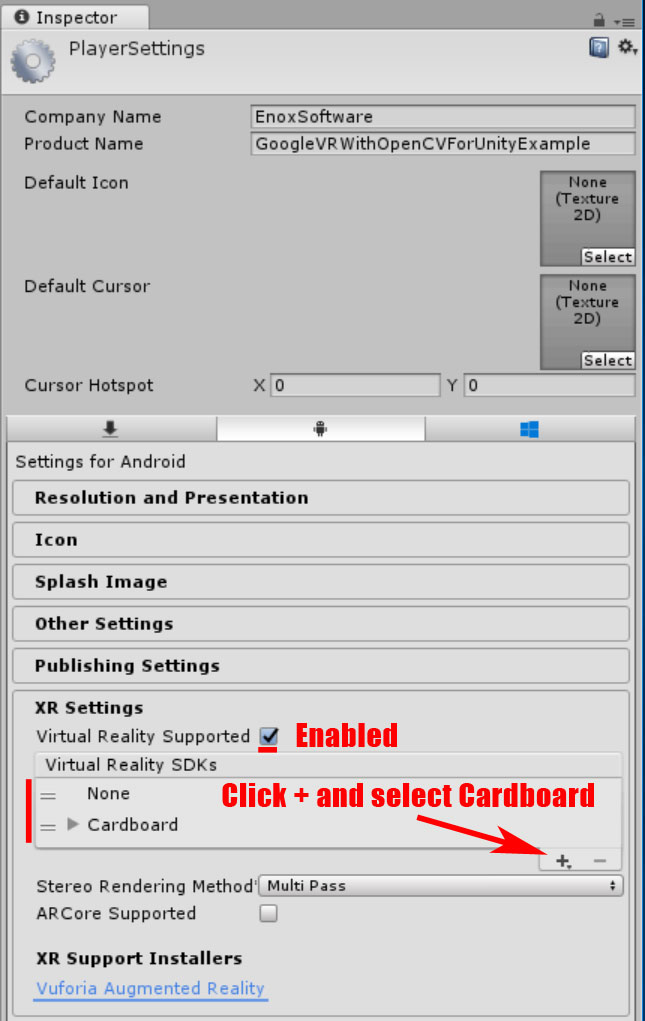 Inspector
PlayerSettings
Company Name EnoxSoftware
Product Name GoogleVRWithOpenCVForUnityExample
Default Icon
None
(Texture
2D)
Select
Default Cursor
None
(Texture
2D)
Select
Cursor Hotspot X 0 Y 0
Settings for Android
Resolution and Presentation
Icon
Splash Image
Other Settings
Publishing Settings
XR Settings
Virtual Reality Supported Enabled
Virtual Reality SDKs
None
Click + and select Cardboard
Cardboard
Stereo Rendering Method* Multi Pass
ARCore Supported
XR Support Installers
Vuforia Augmented Reality